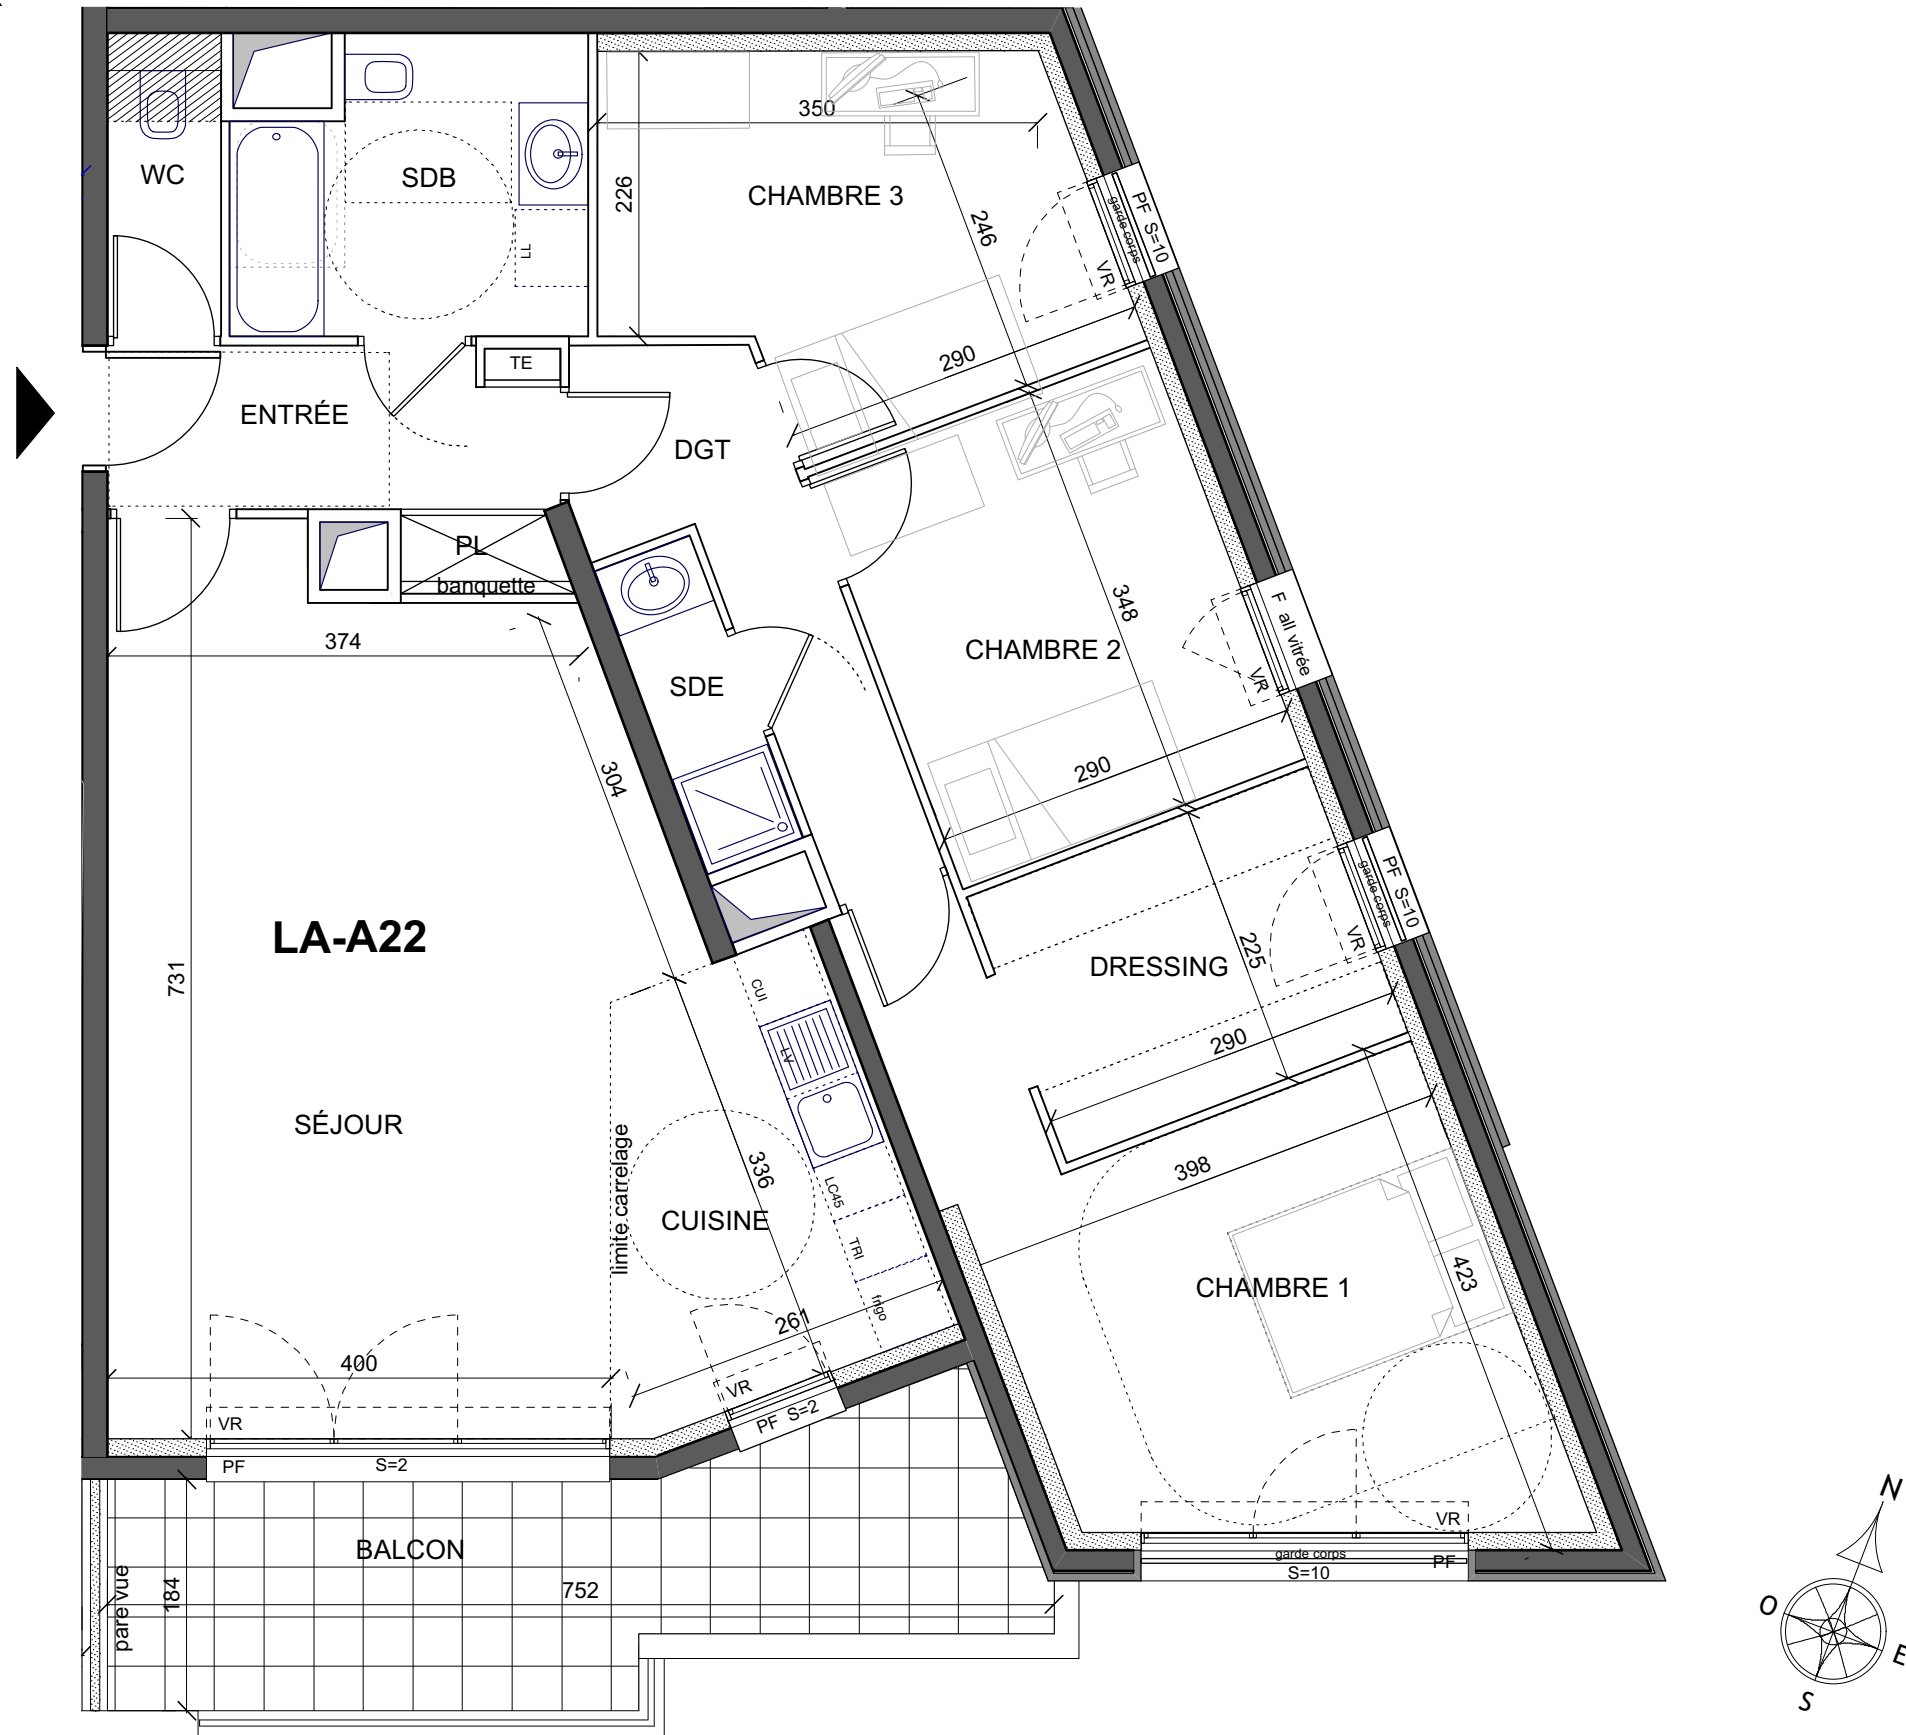 WC
SDB
LL
350
226
CHAMBRE 3
246
PF S=10
garde corps
VR
TE
290
ENTRÉE
DGT
PL
banquette
374
348
CHAMBRE 2
F all vitrée
VR
SDE
304
290
LA-A22
731
PF S=10
garde corps
VR
225
DRESSING
CUI
LV
290
SÉJOUR
limite carrelage
336
398
LC45
CUISINE
TRI
frigo
CHAMBRE 1
423
261
400
VR
VR
PF S=2
PF
S=2
VR
garde corps
PF
S=10
BALCON
184
752
pare vue
N
O
E
S